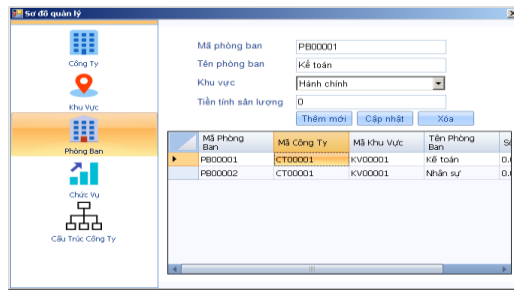 Sơ đồ quản lý
Công Ty
Khu Vực
Phòng Ban
Chức Vụ
Cấu Trúc Công Ty
Mã phòng ban PB00001
Tên phòng ban Kế toán
Khu vực Hành chính
Tiền tính sản lượng 0
Thêm mới Cập nhật Xóa
Mã Phòng Ban Mã Công Ty Mã Khu Vực Tên Phòng Ban
PB00001 CT00001 KV00001 Kế toán 0.
PB00002 CT00001 KV00001 Nhân sự 0.